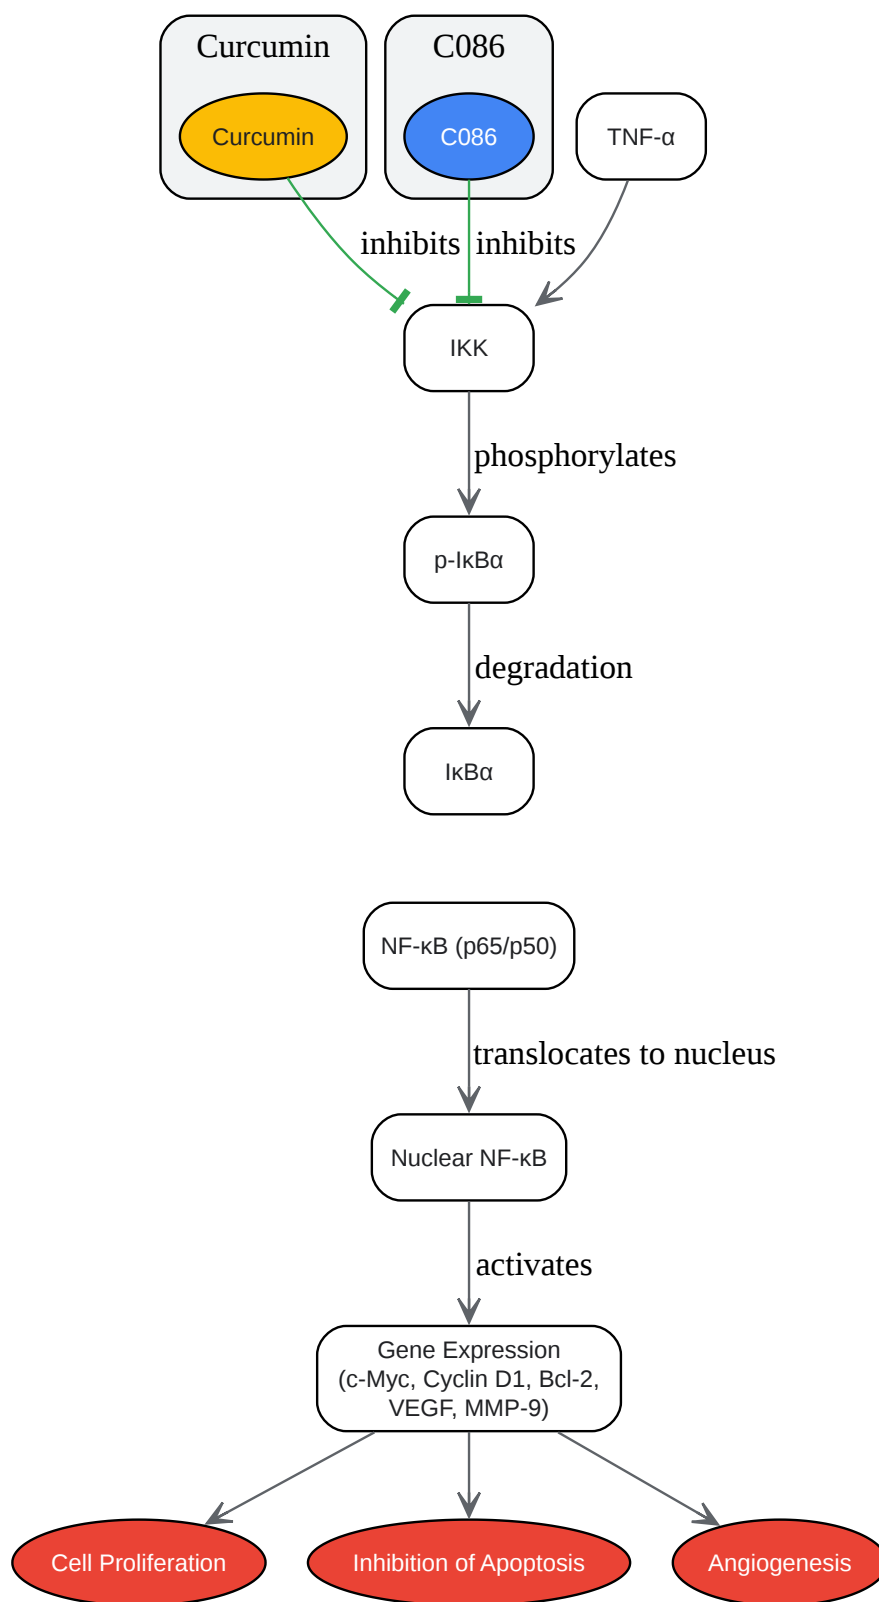 Curcumin
C086
Curcumin
C086
TNF-α
inhibits
inhibits
IKK
phosphorylates
p-IκBα
degradation
IκBα
NF-κB (p65/p50)
translocates to nucleus
Nuclear NF-κB
activates
Gene Expression
(c-Myc, Cyclin D1, Bcl-2,
VEGF, MMP-9)
Cell Proliferation
Inhibition of Apoptosis
Angiogenesis